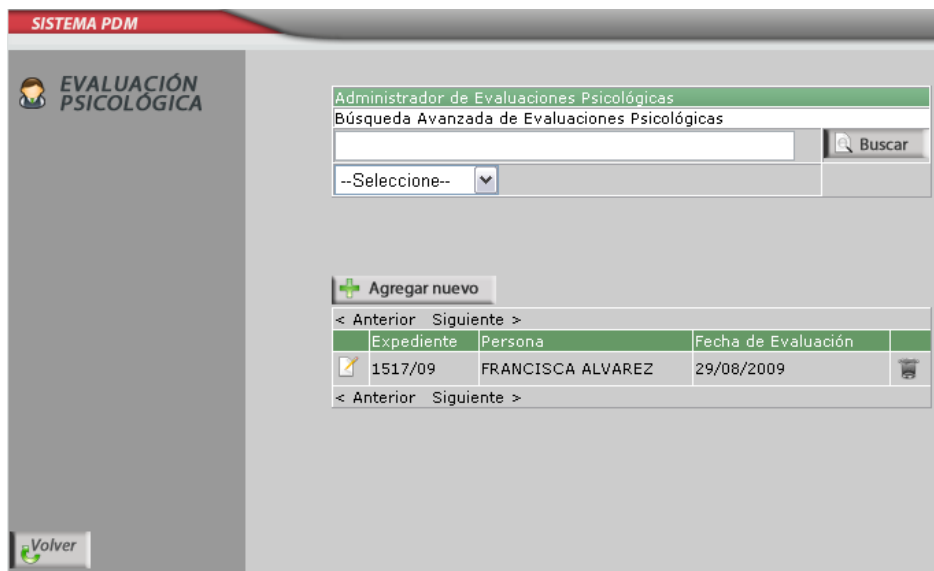 SISTEMA PDM
EVALUACIÓN
PSICOLÓGICA
Administrador de Evaluaciones Psicológicas
Búsqueda Avanzada de Evaluaciones Psicológicas
Buscar
--Seleccione--
Agregar nuevo
< Anterior Siguiente >
Expediente Persona Fecha de Evaluación
1517/09 FRANCISCA ALVAREZ 29/08/2009
< Anterior Siguiente >
Volver